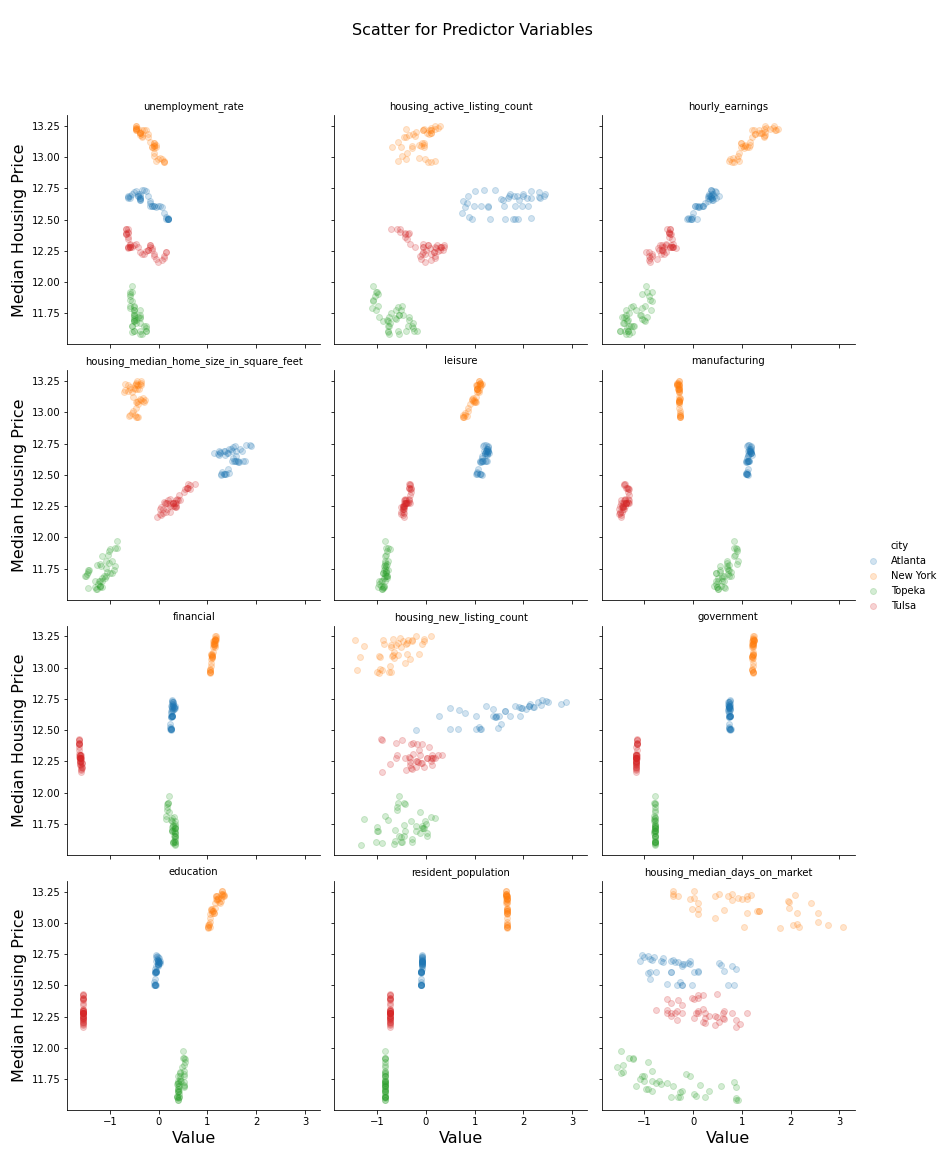 Scatter for Predictor Variables
unemployment_rate
housing_active_listing_count
hourly_earnings
Median Housing Price
13.25
13.00
12.75
12.50
12.25
12.00
11.75
housing_median_home_size_in_square_feet
leisure
manufacturing
Median Housing Price
13.25
13.00
12.75
12.50
12.25
12.00
11.75
city
Atlanta
New York
Topeka
Tulsa
financial
housing_new_listing_count
government
Median Housing Price
13.25
13.00
12.75
12.50
12.25
12.00
11.75
education
resident_population
housing_median_days_on_market
Median Housing Price
13.25
13.00
12.75
12.50
12.25
12.00
11.75
−1 0 1 2 3
−1 0 1 2 3
−1 0 1 2 3
Value
Value
Value